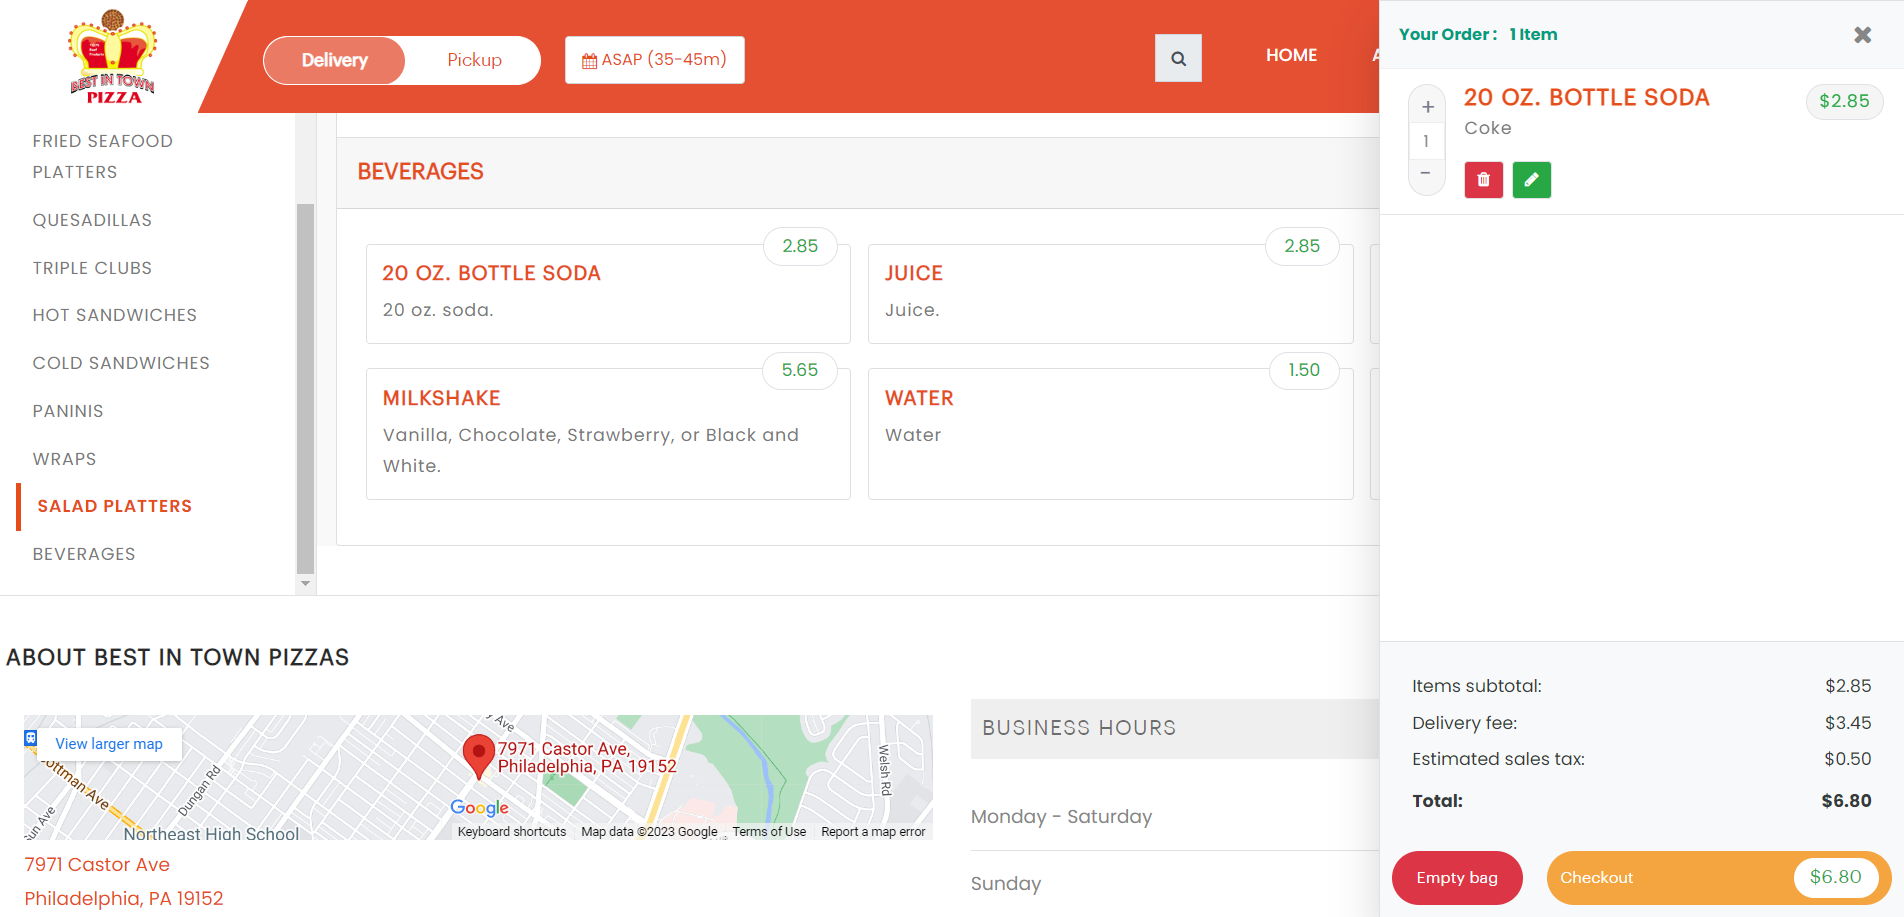 BEST IN TOWN
PIZZA
Delivery
Pickup
ASAP (35-45m)
HOME
A
FRIED SEAFOOD
PLATTERS
QUESADILLAS
TRIPLE CLUBS
HOT SANDWICHES
COLD SANDWICHES
PANINIS
WRAPS
SALAD PLATTERS
BEVERAGES
BEVERAGES
2.85
20 OZ. BOTTLE SODA
20 oz. soda.
2.85
JUICE
Juice.
5.65
MILKSHAKE
Vanilla, Chocolate, Strawberry, or Black and
White.
1.50
WATER
Water
ABOUT BEST IN TOWN PIZZAS
View larger map
7971 Castor Ave,
Philadelphia, PA 19152
y Ave
ottman Ave
Dungan Rd
un Ave
Welsh Rd
Northeast High School
Google
Keyboard shortcuts
Map data ©2023 Google
Terms of Use
Report a map error
7971 Castor Ave
Philadelphia, PA 19152
BUSINESS HOURS
Monday - Saturday
Sunday
Your Order : 1 Item
+
1
−
20 OZ. BOTTLE SODA
$2.85
Coke
Items subtotal: $2.85
Delivery fee: $3.45
Estimated sales tax: $0.50
Total: $6.80
Empty bag
Checkout
$6.80